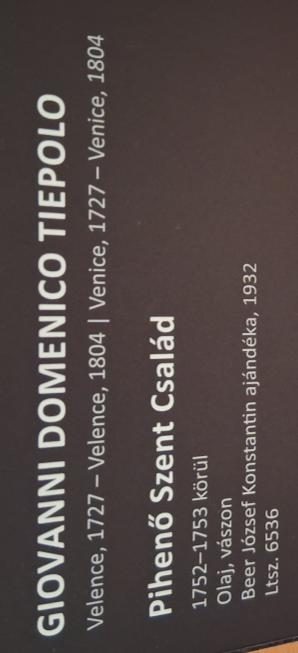 GIOVANNI DOMENICO TIEPOLO
Velence, 1727 – Velence, 1804 | Venice, 1727 – Venice, 1804
Pihenő Szent Család
1752–1753 körül
Olaj, vászon
Beer József Konstantin ajándéka, 1932
Ltsz. 6536